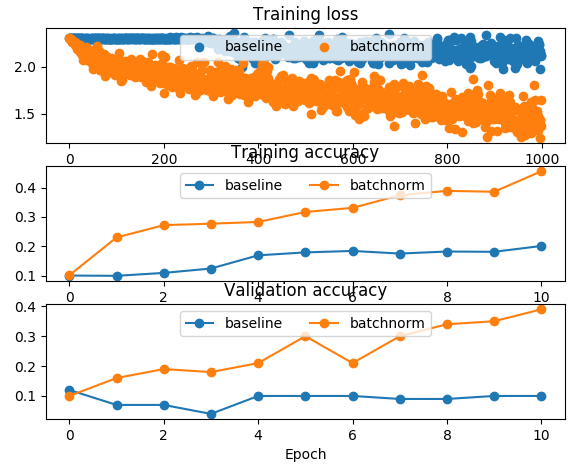 Training loss
baseline batchnorm
2.0
1.5
0 200 400 600 800 1000
Training accuracy
baseline batchnorm
0.4
0.3
0.2
0.1
0 2 4 6 8 10
Validation accuracy
baseline batchnorm
0.4
0.3
0.2
0.1
0 2 4 6 8 10
Epoch